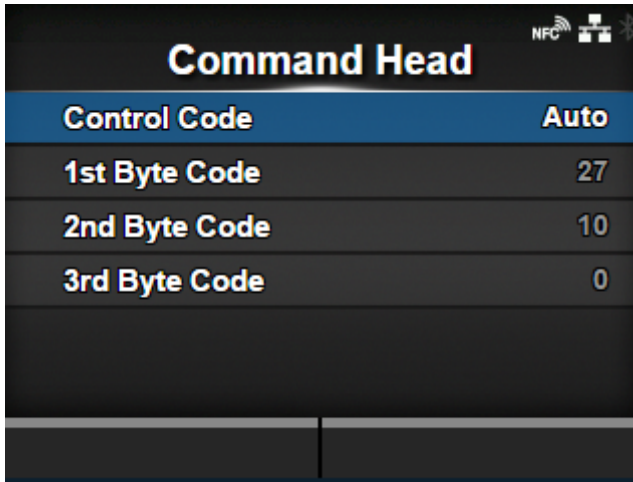 NFC
Command Head
Control Code Auto
1st Byte Code 27
2nd Byte Code 10
3rd Byte Code 0